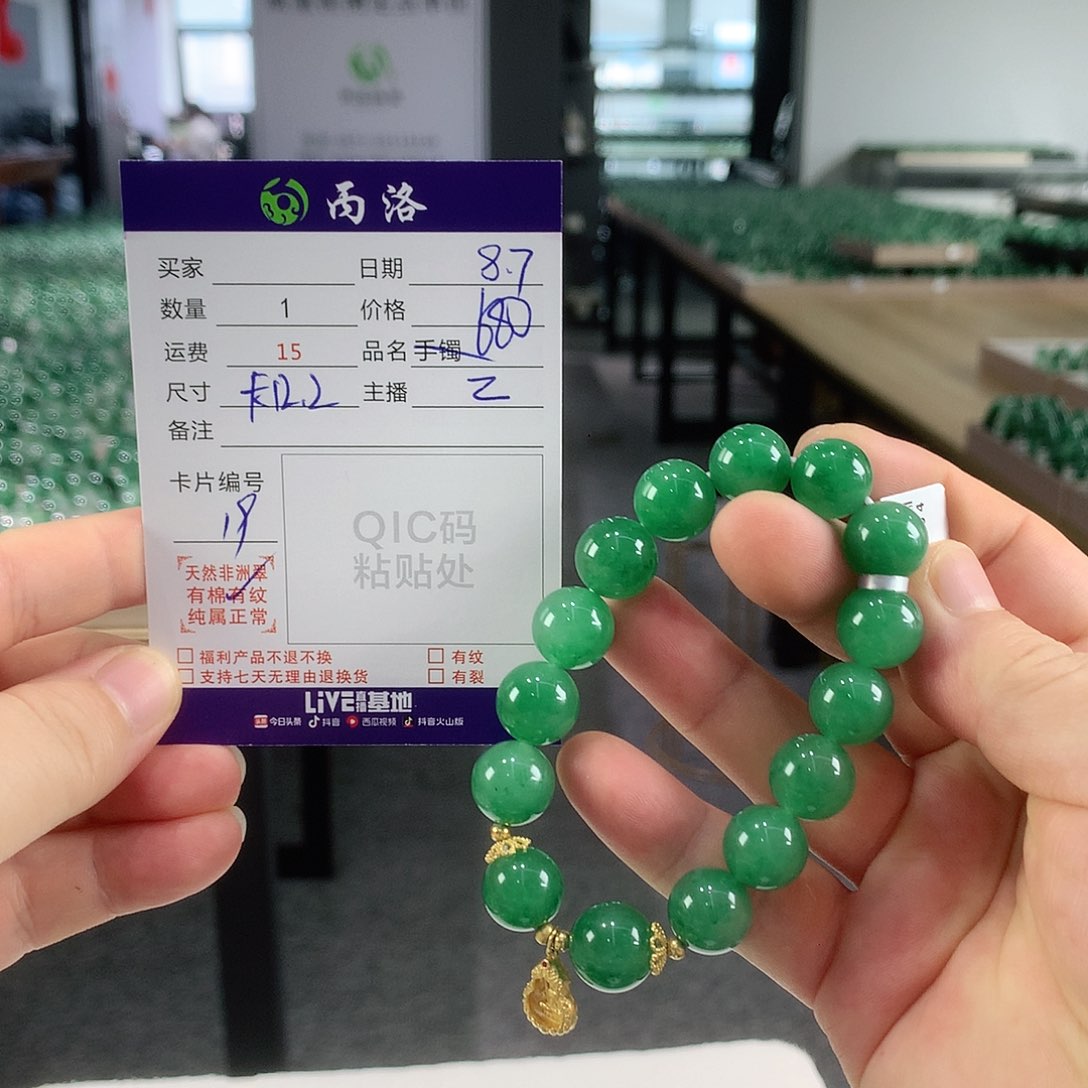 丙洛
买家 日期 8.7
数量 1 价格 680
运费 15 品名 手镯
尺寸 卡12.2 主播 乙
备注
卡片编号
19
QIC码
粘贴处
天然非洲翠
有棉有纹
纯属正常
福利产品不退不换 有纹
支持七天无理由退换货 有裂
LiVE直播基地
头条 今日头条 抖音 西瓜视频 抖音火山版